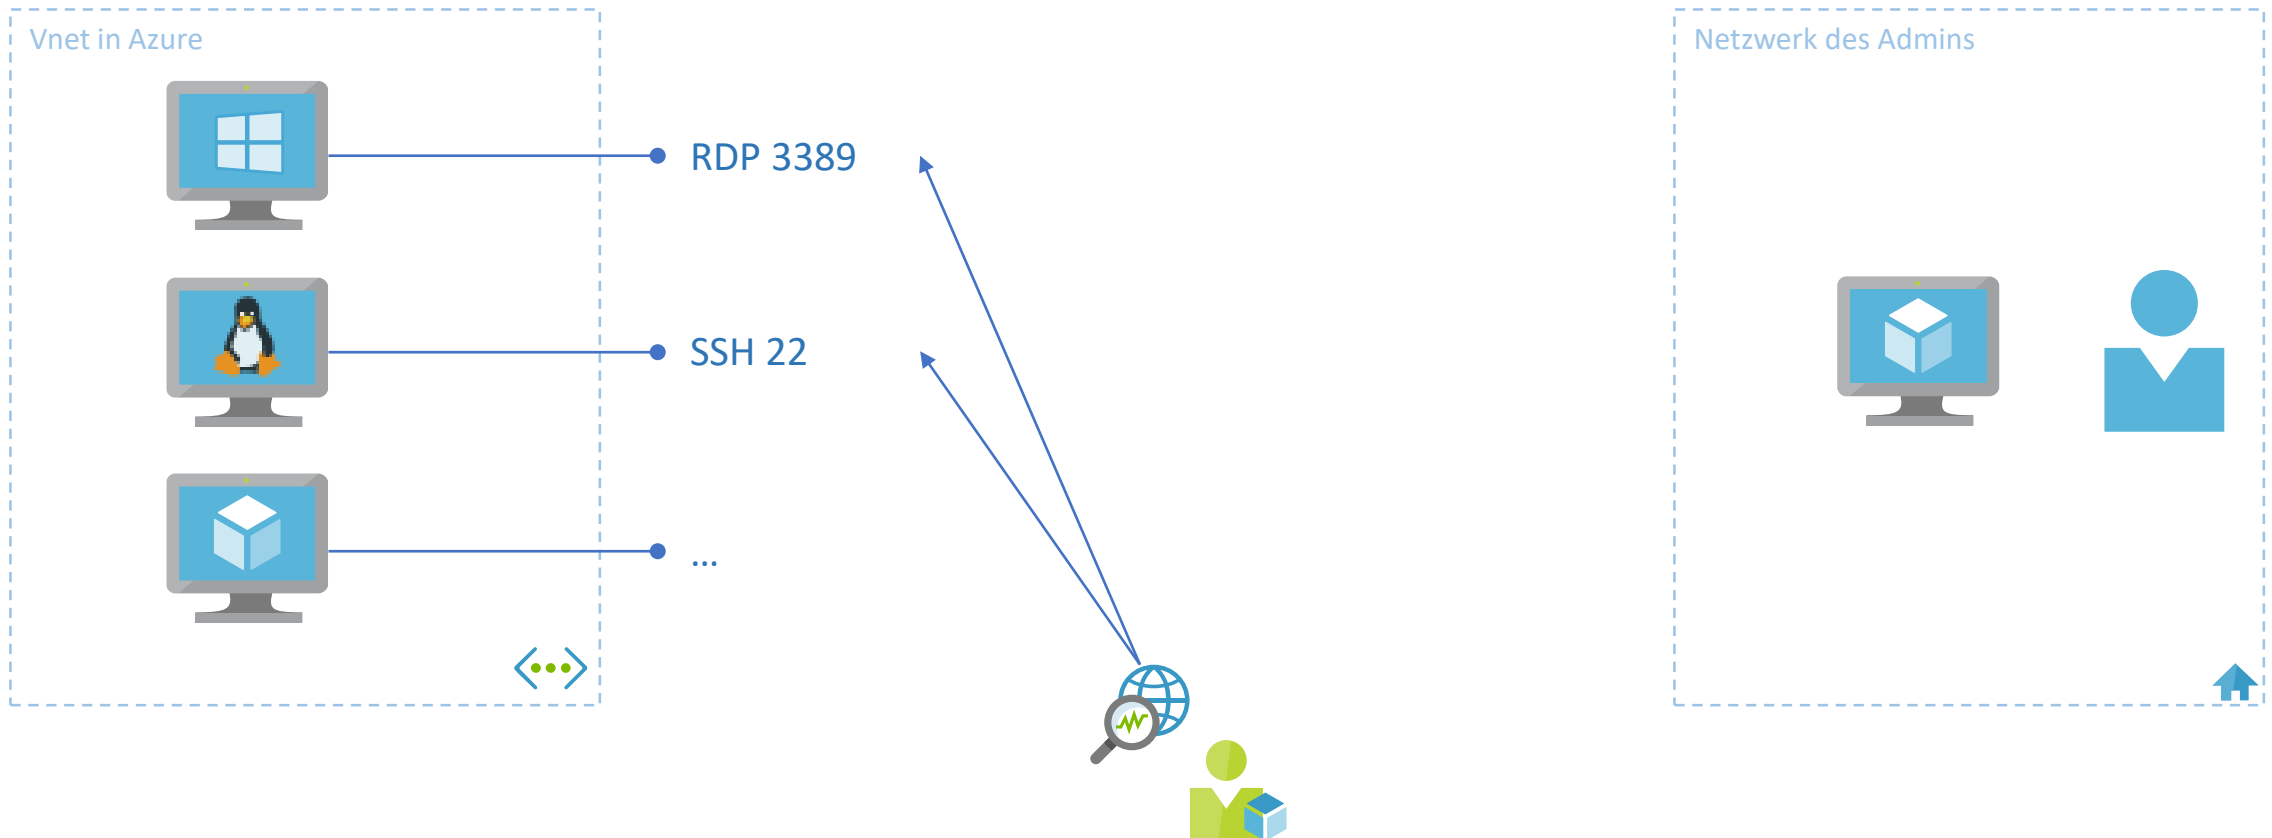 Vnet in Azure
Netzwerk des Admins
RDP 3389
SSH 22
...